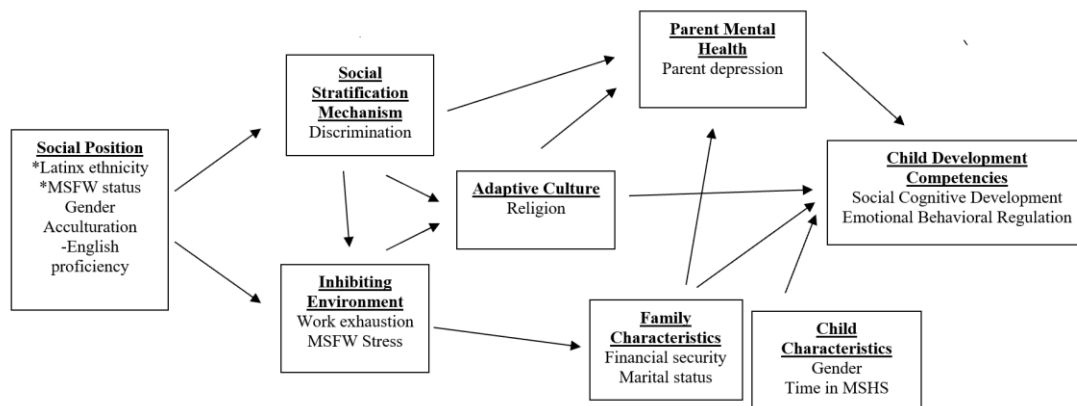 Social Position
*Latinx ethnicity
*MSFW status
Gender
Acculturation
-English
proficiency
Social
Stratification
Mechanism
Discrimination
Inhibiting
Environment
Work exhaustion
MSFW Stress
Adaptive Culture
Religion
Parent Mental
Health
Parent depression
Family
Characteristics
Financial security
Marital status
Child
Characteristics
Gender
Time in MSHS
Child Development
Competencies
Social Cognitive Development
Emotional Behavioral Regulation